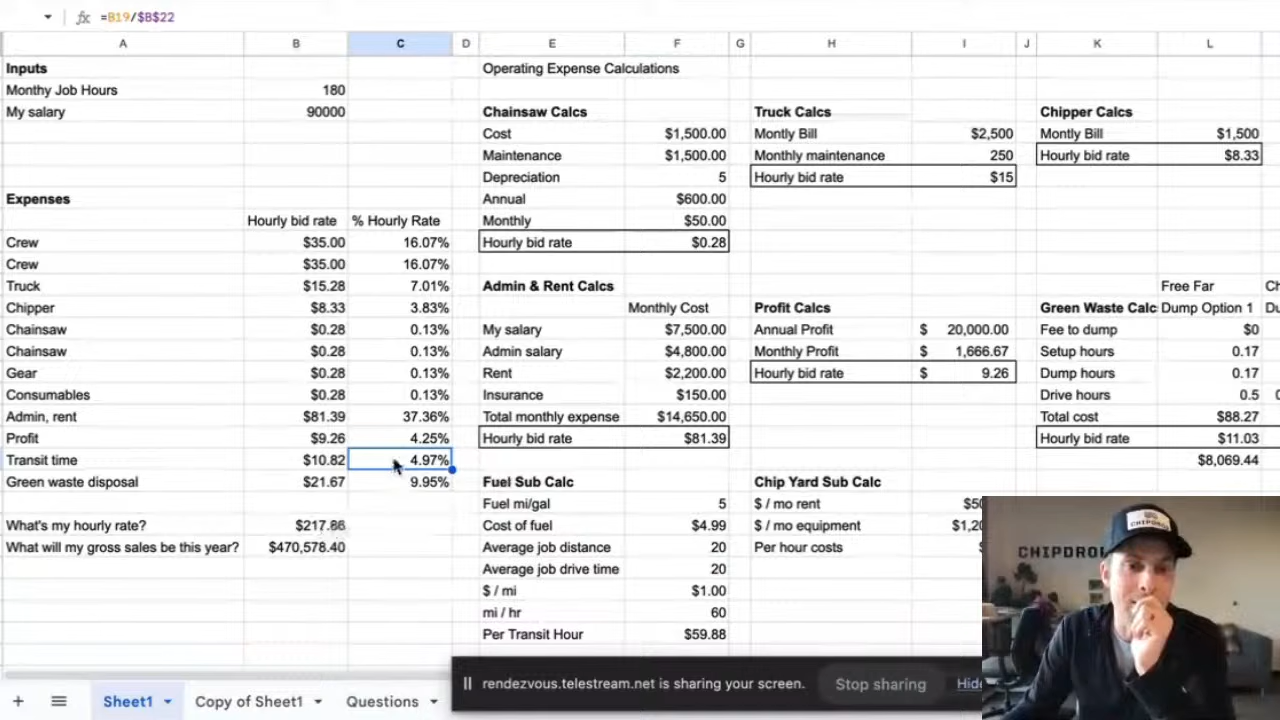 fx =B19/$B$22
A B C D E F G H I J K L
Inputs Operating Expense Calculations
Monthy Job Hours 180
My salary 90000 Chainsaw Calcs Truck Calcs Chipper Calcs
Cost $1,500.00 Montly Bill $2,500 Montly Bill $1,500
Maintenance $1,500.00 Monthly maintenance 250 Hourly bid rate $8.33
Depreciation 5 Hourly bid rate $15
Expenses Annual $600.00
Hourly bid rate % Hourly Rate Monthly $50.00
Crew $35.00 16.07% Hourly bid rate $0.28
Crew $35.00 16.07%
Truck $15.28 7.01% Admin & Rent Calcs Free Far Ch
Chipper $8.33 3.83% Monthly Cost Profit Calcs Green Waste Calc Dump Option 1 Du
Chainsaw $0.28 0.13% My salary $7,500.00 Annual Profit $ 20,000.00 Fee to dump $0
Chainsaw $0.28 0.13% Admin salary $4,800.00 Monthly Profit $ 1,666.67 Setup hours 0.17
Gear $0.28 0.13% Rent $2,200.00 Hourly bid rate $ 9.26 Dump hours 0.17
Consumables $0.28 0.13% Insurance $150.00 Drive hours 0.5 0
Admin, rent $81.39 37.36% Total monthly expense $14,650.00 Total cost $88.27
Profit $9.26 4.25% Hourly bid rate $81.39 Hourly bid rate $11.03
Transit time $10.82 4.97% $8,069.44
Green waste disposal $21.67 9.95% Fuel Sub Calc Chip Yard Sub Calc
Fuel mi/gal 5 $ / mo rent
What's my hourly rate? $217.86 Cost of fuel $4.99 $ / mo equipment
What will my gross sales be this year? $470,578.40 Average job distance 20 Per hour costs
Average job drive time 20
$ / mi $1.00
mi / hr 60
Per Transit Hour $59.88
CHIPDROP
CHIPDROP
rendezvous.telestream.net is sharing your screen. Stop sharing Hide
Sheet1 Copy of Sheet1 Questions